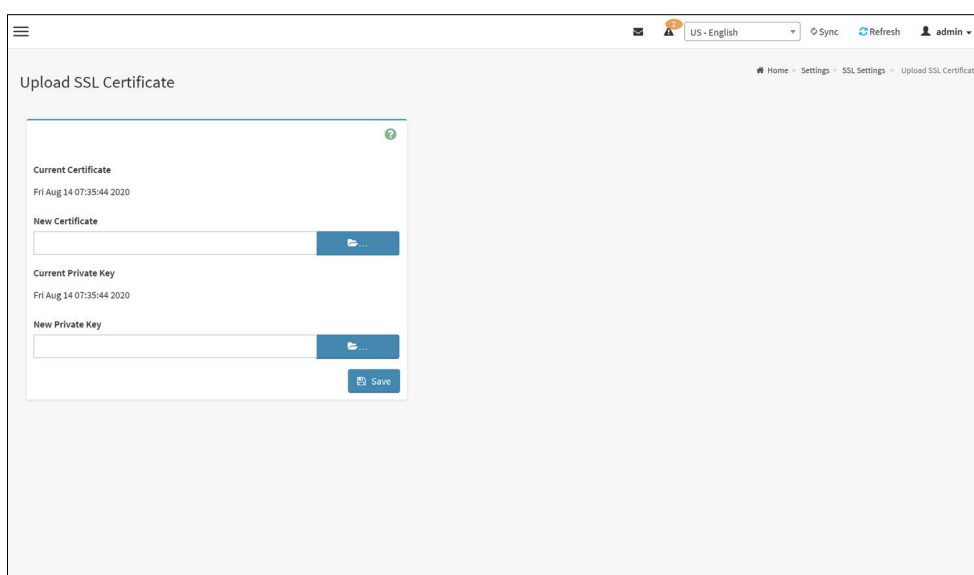 2
US - English
Sync
Refresh
admin
Upload SSL Certificate
Home > Settings > SSL Settings > Upload SSL Certificat
Current Certificate
Fri Aug 14 07:35:44 2020
New Certificate
...
Current Private Key
Fri Aug 14 07:35:44 2020
New Private Key
...
Save